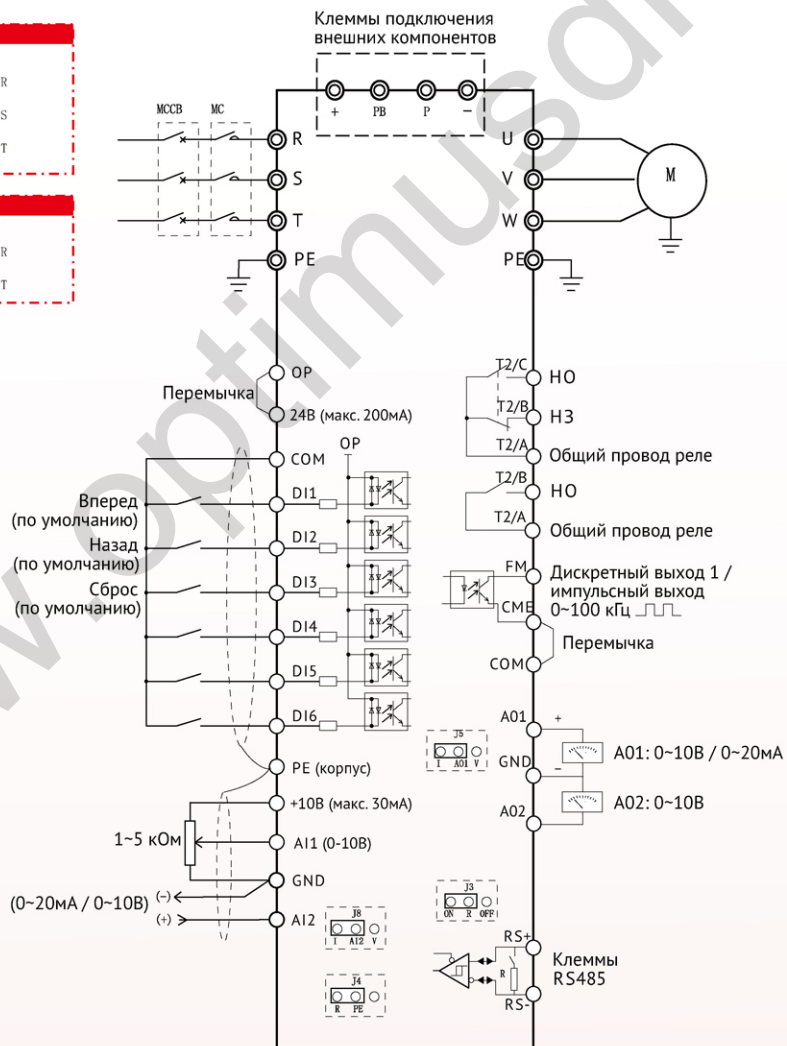 Клеммы подключения
внешних компонентов
+ PB P −
R
S
T
R
T
MCCB MC
R
S
T
PE
U
V
W
PE
M
OP
Перемычка
24В (макс. 200мА)
COM
OP
DI1
Вперед
(по умолчанию)
DI2
Назад
(по умолчанию)
DI3
Сброс
(по умолчанию)
DI4
DI5
DI6
PE (корпус)
+10В (макс. 30мА)
1~5 кОм
AI1 (0-10В)
GND
(0~20мА / 0~10В) (−)
(+)
AI2
J8
I AI2 V
J4
R PE
T2/C
НО
T2/B
НЗ
T2/A
Общий провод реле
T2/B
НО
T2/A
Общий провод реле
FM
Дискретный выход 1 /
импульсный выход
0~100 кГц
CME
Перемычка
COM
J5
I A01 V
A01
+
A01: 0~10В / 0~20мА
GND
−
A02: 0~10В
A02
J3
ON R OFF
RS+
R
Клеммы
RS485
RS-
w.optimusdr